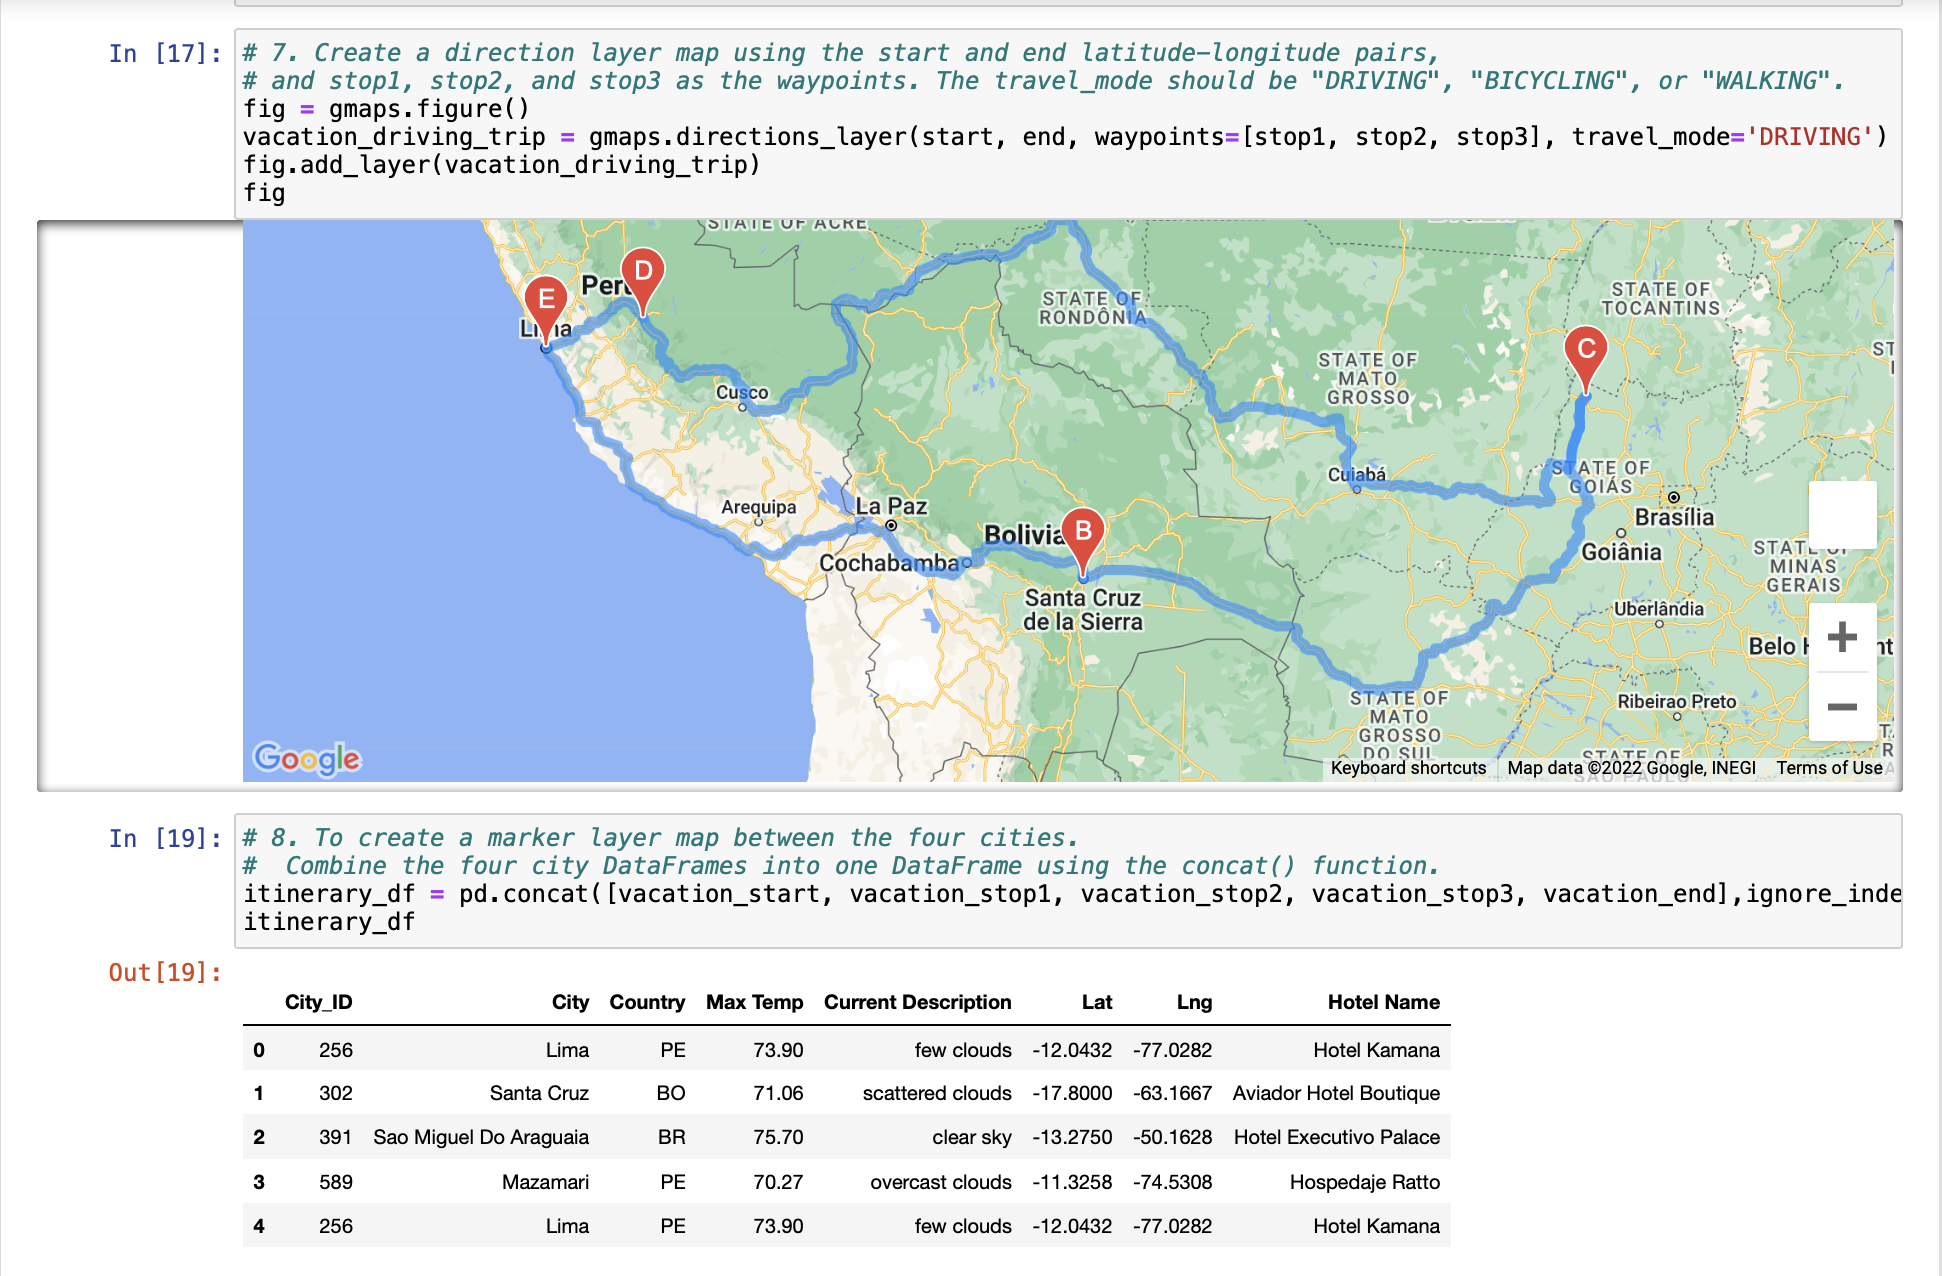 In [17]:
# 7. Create a direction layer map using the start and end latitude-longitude pairs,
# and stop1, stop2, and stop3 as the waypoints. The travel_mode should be "DRIVING", "BICYCLING", or "WALKING".
fig = gmaps.figure()
vacation_driving_trip = gmaps.directions_layer(start, end, waypoints=[stop1, stop2, stop3], travel_mode='DRIVING')
fig.add_layer(vacation_driving_trip)
fig
STATE OF ACRE
D
Peru
E
Lima
STATE OF
RONDÔNIA
STATE OF
TOCANTINS
C
STATE OF
MATO
GROSSO
Cusco
Cuiabá
STATE OF
GOIÁS
Arequipa
La Paz
Brasília
Bolivia
B
Goiânia
Cochabamba
STATE OF
MINAS
GERAIS
Santa Cruz
de la Sierra
Uberlândia
Belo H
nt
+
−
STATE OF
MATO
GROSSO
DO SUL
Ribeirao Preto
STATE OF
SAO PAULO
Google
Keyboard shortcuts Map data ©2022 Google, INEGI Terms of Use
In [19]:
# 8. To create a marker layer map between the four cities.
#  Combine the four city DataFrames into one DataFrame using the concat() function.
itinerary_df = pd.concat([vacation_start, vacation_stop1, vacation_stop2, vacation_stop3, vacation_end],ignore_inde
itinerary_df
Out[19]:
City_ID City Country Max Temp Current Description Lat Lng Hotel Name
0 256 Lima PE 73.90 few clouds -12.0432 -77.0282 Hotel Kamana
1 302 Santa Cruz BO 71.06 scattered clouds -17.8000 -63.1667 Aviador Hotel Boutique
2 391 Sao Miguel Do Araguaia BR 75.70 clear sky -13.2750 -50.1628 Hotel Executivo Palace
3 589 Mazamari PE 70.27 overcast clouds -11.3258 -74.5308 Hospedaje Ratto
4 256 Lima PE 73.90 few clouds -12.0432 -77.0282 Hotel Kamana